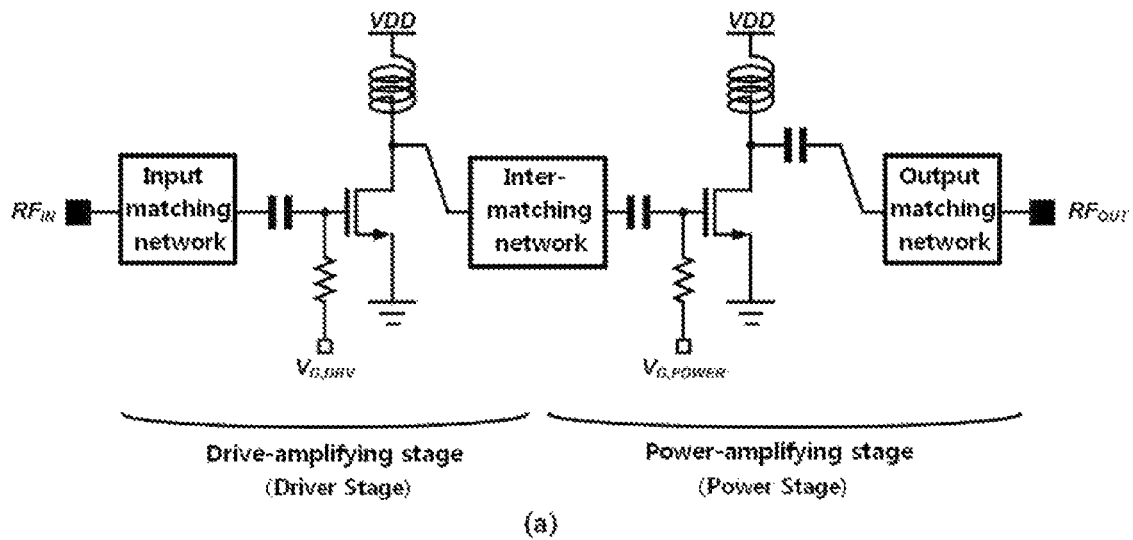 VDD VDD
Input matching network
Inter- matching network
Output matching network
RF_IN
RF_OUT
V_G,DRV
V_G,POWER
Drive-amplifying stage
(Driver Stage)
Power-amplifying stage
(Power Stage)
(a)